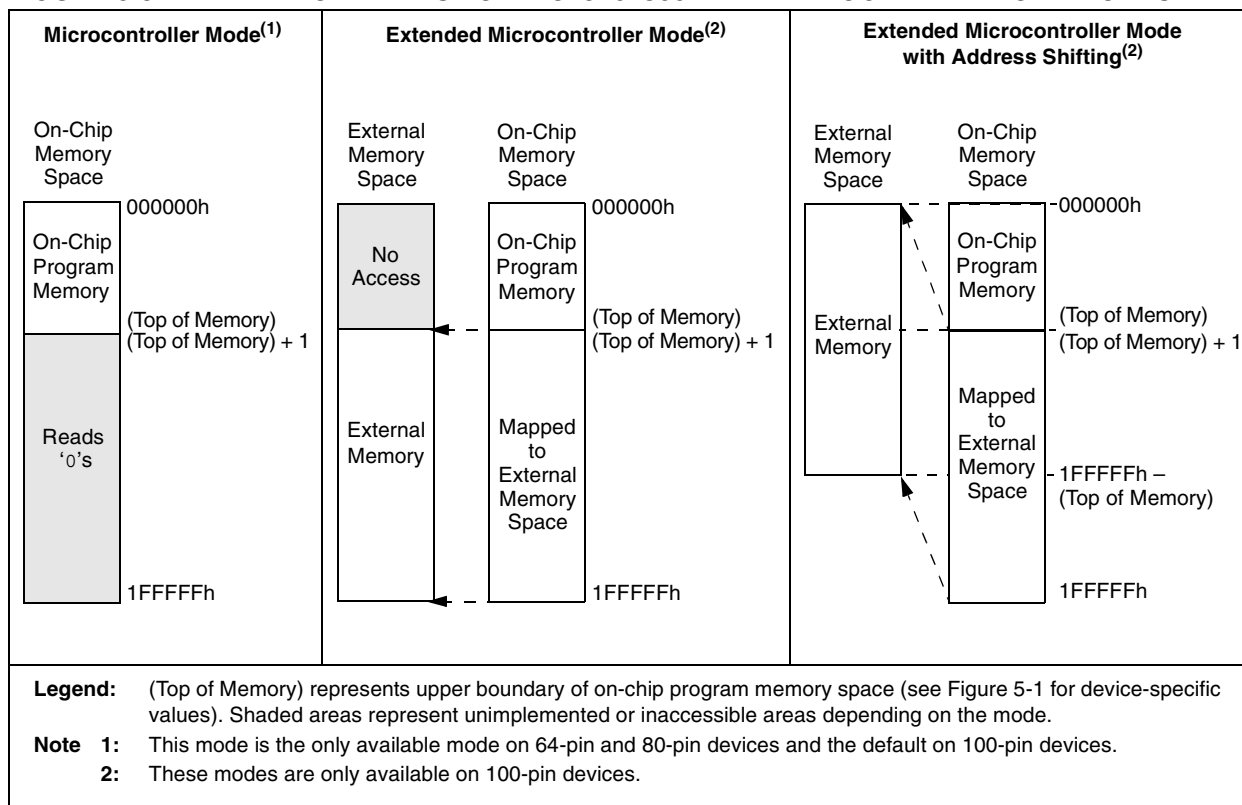 Microcontroller Mode(1)
On-Chip
Memory
Space
000000h
On-Chip
Program
Memory
(Top of Memory)
(Top of Memory) + 1
Reads
‘0’s
1FFFFFh
Extended Microcontroller Mode(2)
External
Memory
Space
On-Chip
Memory
Space
000000h
No
Access
On-Chip
Program
Memory
(Top of Memory)
(Top of Memory) + 1
External
Memory
Mapped
to
External
Memory
Space
1FFFFFh
Extended Microcontroller Mode
with Address Shifting(2)
External
Memory
Space
On-Chip
Memory
Space
000000h
On-Chip
Program
Memory
External
Memory
(Top of Memory)
(Top of Memory) + 1
Mapped
to
External
Memory
Space
1FFFFFh –
(Top of Memory)
1FFFFFh
Legend: (Top of Memory) represents upper boundary of on-chip program memory space (see Figure 5-1 for device-specific
values). Shaded areas represent unimplemented or inaccessible areas depending on the mode.
Note 1: This mode is the only available mode on 64-pin and 80-pin devices and the default on 100-pin devices.
2: These modes are only available on 100-pin devices.